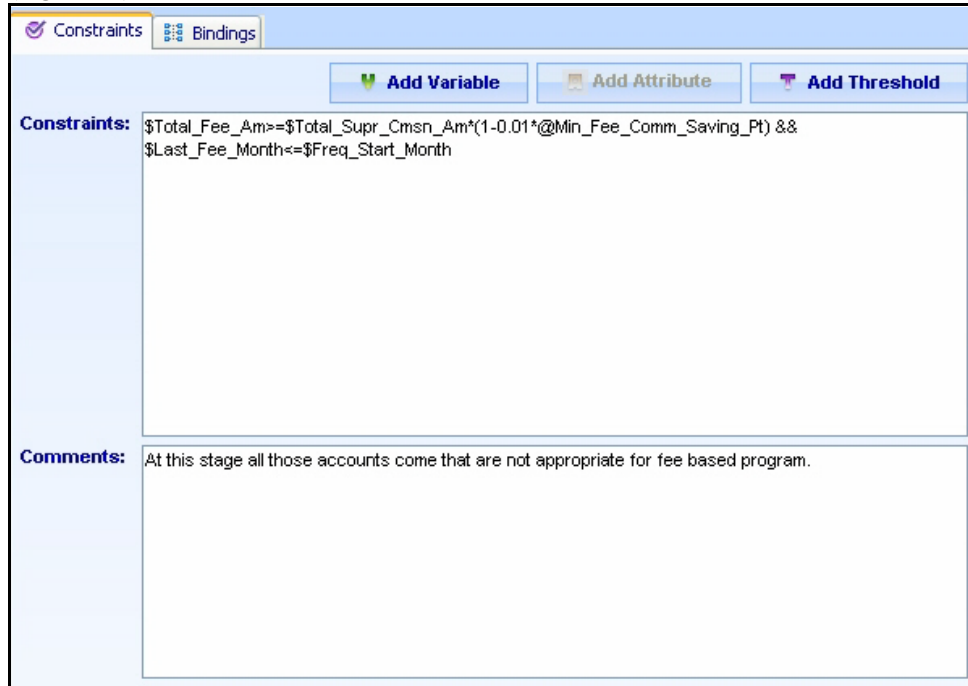 Constraints
Bindings
Add Variable
Add Attribute
Add Threshold
Constraints:
$Total_Fee_Am>=$Total_Supr_Cmsn_Am*(1-0.01*@Min_Fee_Comm_Saving_Pt) &&
$Last_Fee_Month<=$Freq_Start_Month
Comments:
At this stage all those accounts come that are not appropriate for fee based program.